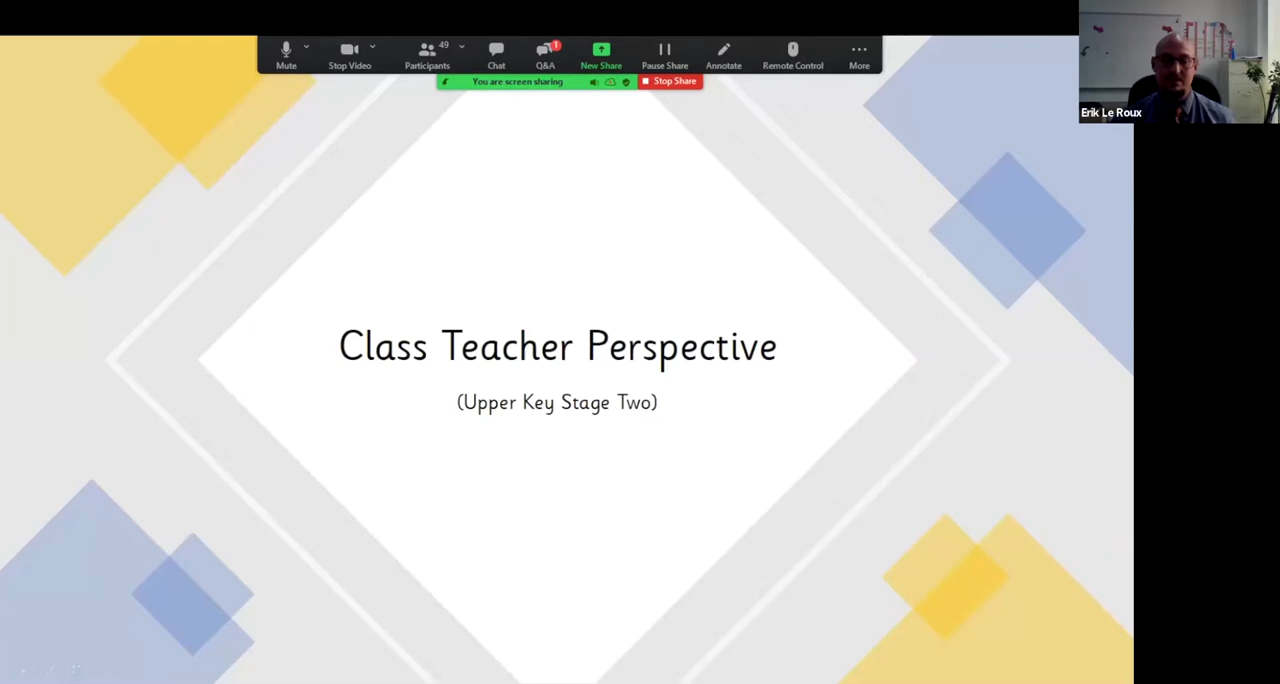 Mute
Stop Video
49
Participants
Chat
1
Q&A
New Share
Pause Share
Annotate
Remote Control
More
You are screen sharing
Stop Share
Erik Le Roux
Class Teacher Perspective
(Upper Key Stage Two)